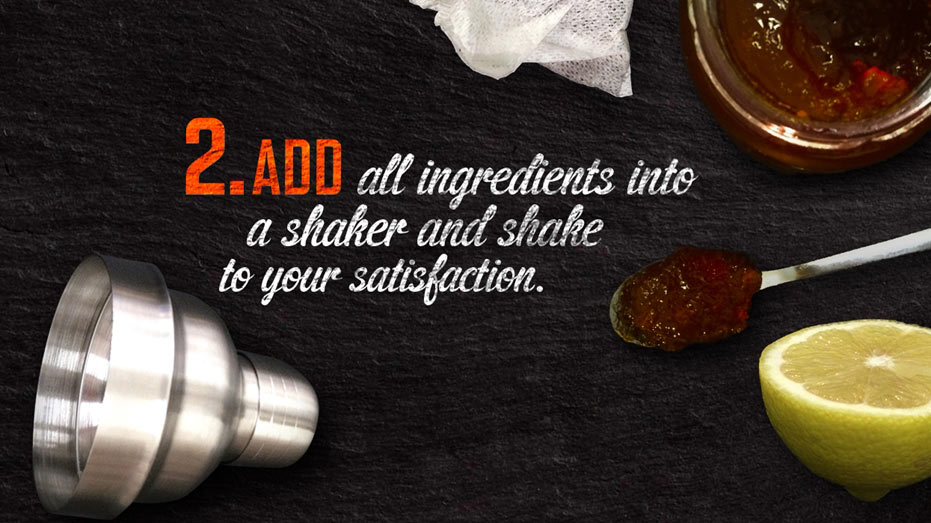 2. ADD all ingredients into
a shaker and shake
to your satisfaction.